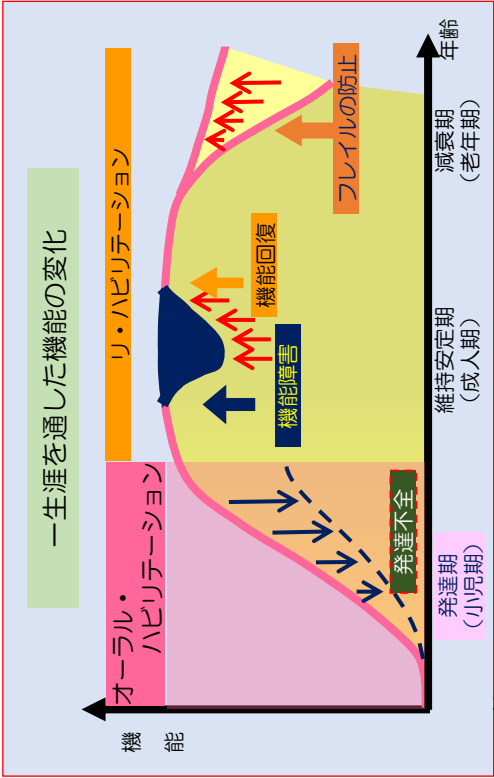 一生涯を通した機能の変化
オーラル・
ハビリテーション
リ・ハビリテーション
機
能
機能障害
機能回復
フレイルの防止
発達不全
発達期
（小児期）
維持安定期
（成人期）
減衰期
（老年期）
年齢